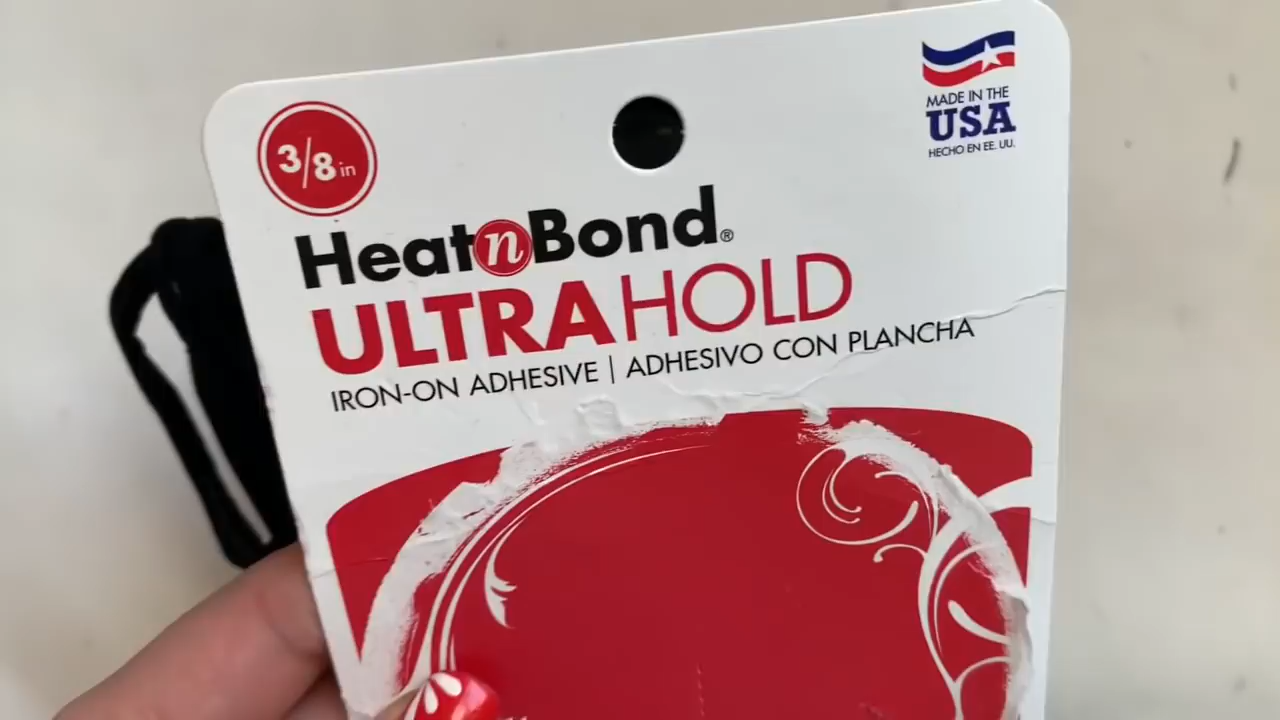 3/8 in
MADE IN THE
USA
HECHO EN EE. UU.
HeatnBond®
ULTRAHOLD
IRON-ON ADHESIVE | ADHESIVO CON PLANCHA